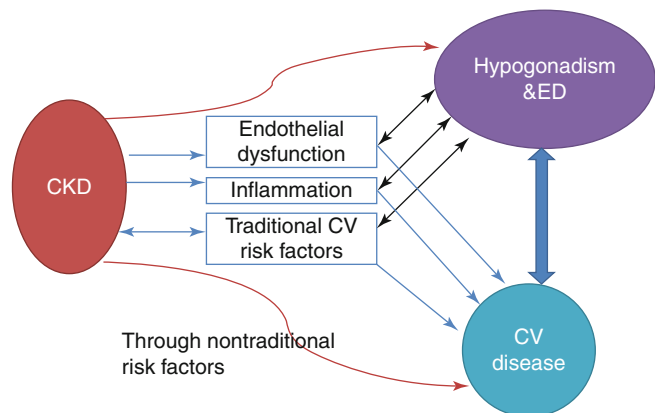 Hypogonadism
&ED
Endothelial
dysfunction
CKD
Inflammation
Traditional CV
risk factors
Through nontraditional
risk factors
CV
disease